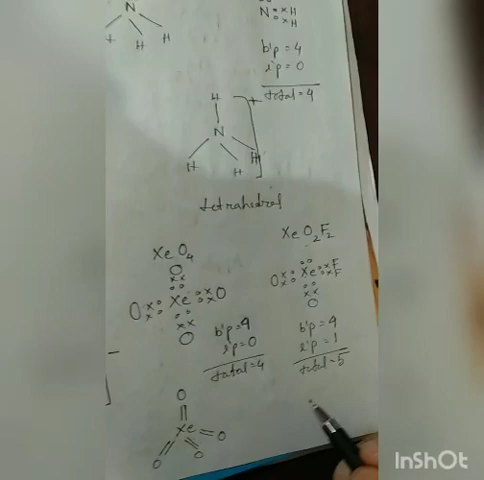 N
H
H
N H
H
b'p = 4
l'p = 0
total = 4
H
+
N
H
H
H
tetrahedral
XeO4
O
O Xe O
O
b'p = 4
l'p = 0
total = 4
O
Xe
O
O
O
XeO2F2
O Xe F
F
O
b'p = 4
l'p = 1
total = 5
InShOt